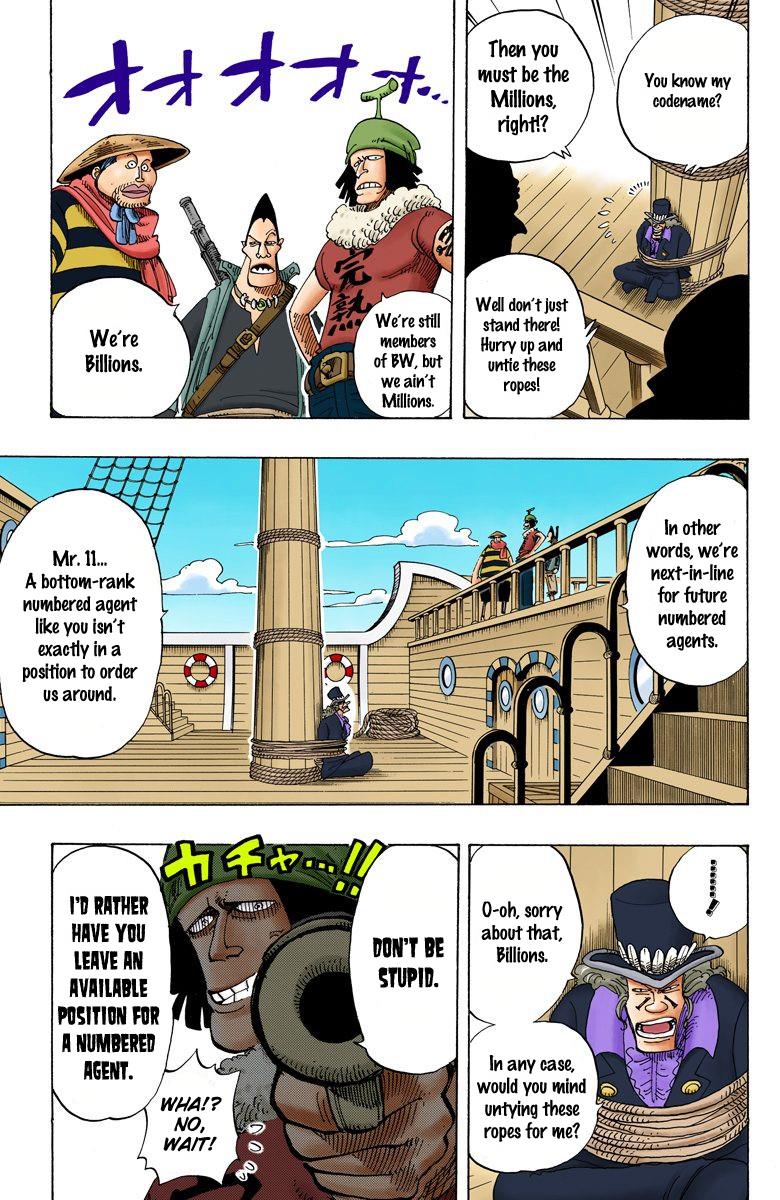 You know my
codename?
Then you
must be the
Millions,
right!?
Well don't just
stand there!
Hurry up and
untie these
ropes!
オオオオオ...
完熟
We're still
members
of BW, but
we ain't
Millions.
We're
Billions.
In other
words, we're
next-in-line
for future
numbered
agents.
Mr. 11...
A bottom-rank
numbered agent
like you isn't
exactly in a
position to order
us around.
........!
O-oh, sorry
about that,
Billions.
In any case,
would you mind
untying these
ropes for me?
カチャ...!!
DON'T BE
STUPID.
I'D RATHER
HAVE YOU
LEAVE AN
AVAILABLE
POSITION FOR
A NUMBERED
AGENT.
WHA!?
NO,
WAIT!